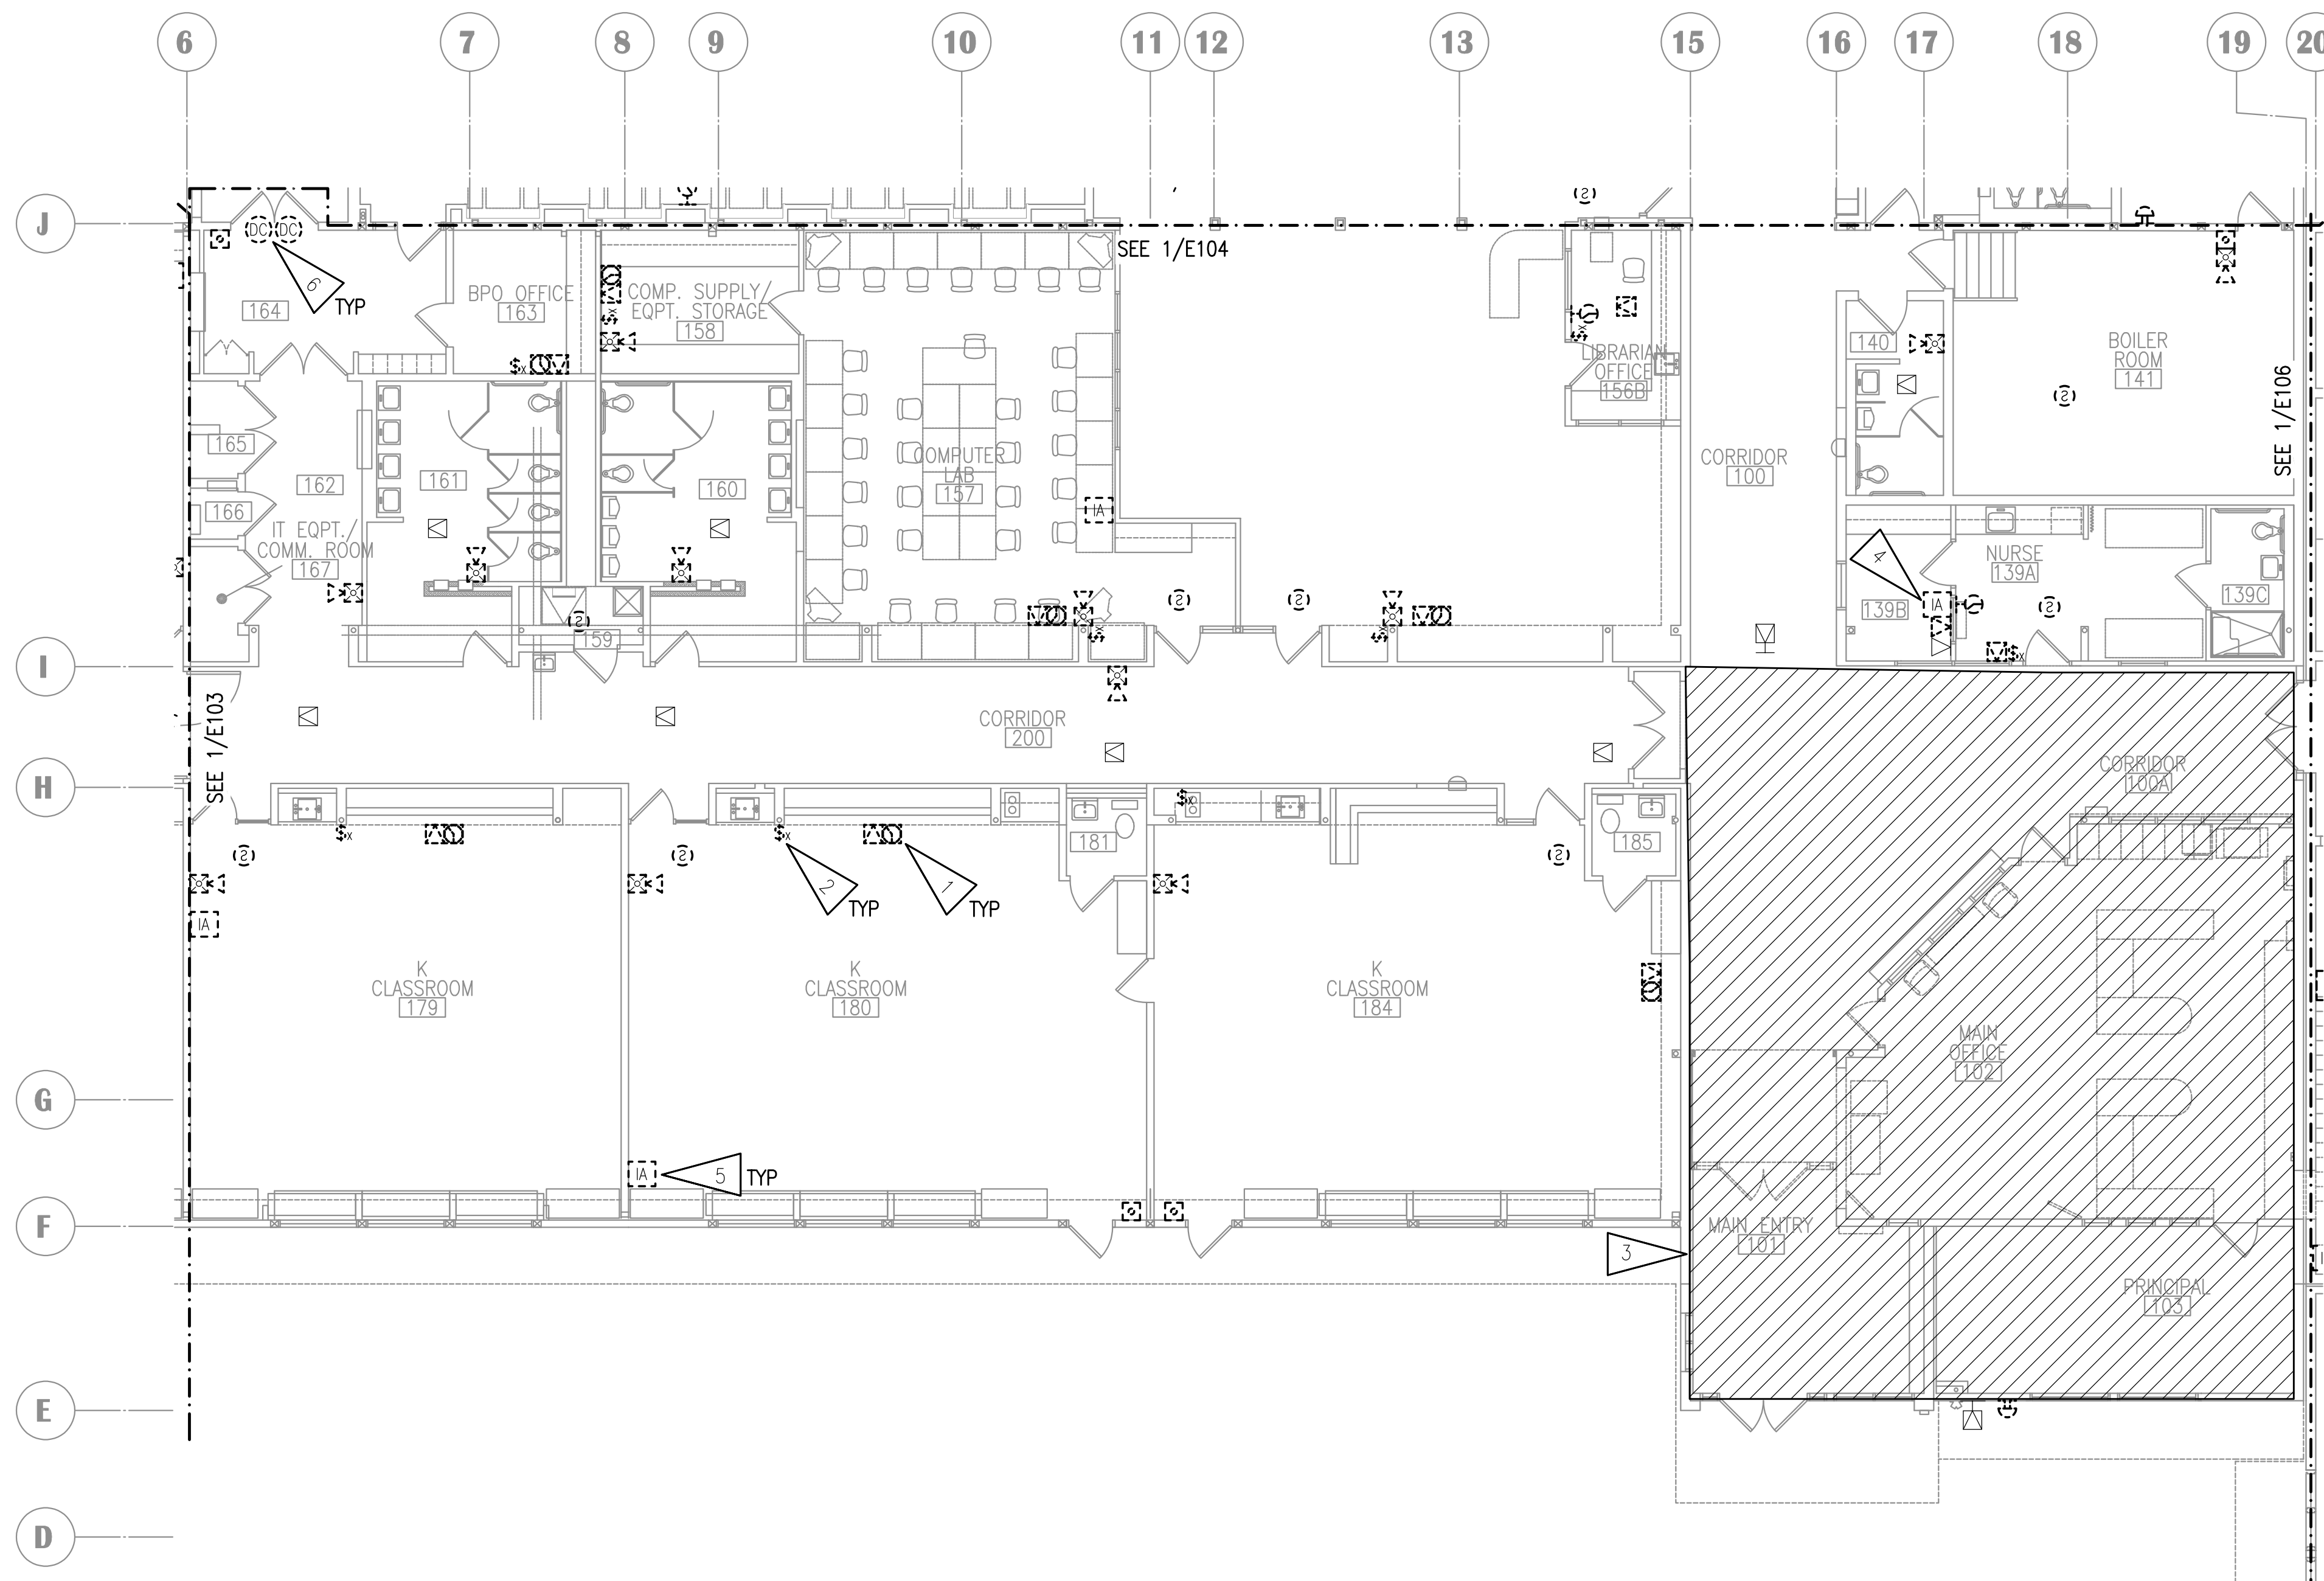 6 7 8 9 10 11 12 13 15 16 17 18 19 20
J
SEE 1/E104
DC DC
6
TYP
164
BPO OFFICE
163
COMP. SUPPLY/
EQPT. STORAGE
158
LIBRARIAN
OFFICE
156B
140
BOILER
ROOM
141
SEE 1/E106
165
162
161
160
COMPUTER
LAB
157
IA
CORRIDOR
100
166
IT EQPT./
COMM. ROOM
167
159
4
NURSE
139A
139B
IA
139C
I
SEE 1/E103
CORRIDOR
200
CORRIDOR
100A
H
181
185
2
TYP
1
TYP
IA
K
CLASSROOM
179
K
CLASSROOM
180
K
CLASSROOM
184
MAIN
OFFICE
102
G
IA
5
TYP
F
MAIN ENTRY
101
3
PRINCIPAL
103
E
D